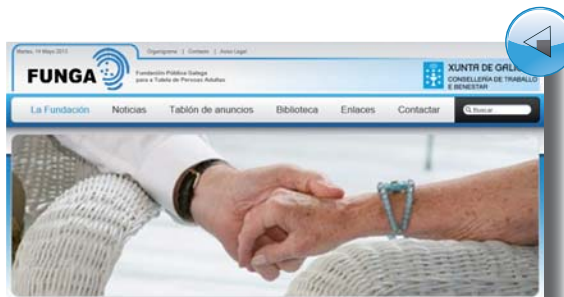 Martes, 14 Mayo 2013
Organigrama | Contacto | Aviso Legal
FUNGA
Fundación Pública Galega
para a Tutela de Persoas Adultas
XUNTA DE
CONSELLERÍA DE TRABALLO
E BENESTAR
La Fundación Noticias Tablón de anuncios Biblioteca Enlaces Contactar Buscar